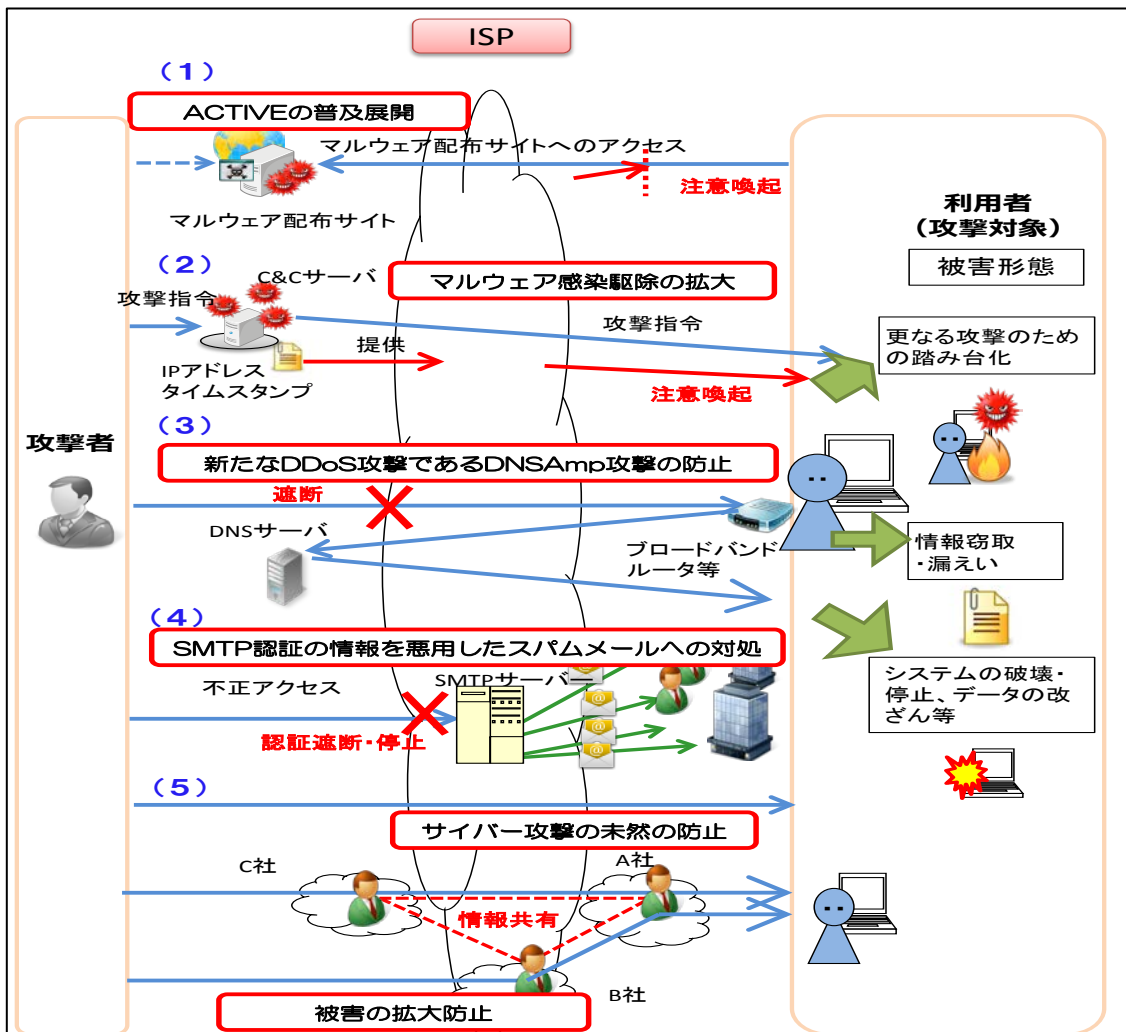 ISP
(1)
ACTIVEの普及展開
マルウェア配布サイトへのアクセス
注意喚起
マルウェア配布サイト
利用者
(攻撃対象)
被害形態
(2)
C&Cサーバ
マルウェア感染駆除の拡大
攻撃指令
攻撃指令
提供
IPアドレス
タイムスタンプ
注意喚起
更なる攻撃のため
の踏み台化
攻撃者
(3)
新たなDDoS攻撃であるDNSAmp攻撃の防止
遮断
DNSサーバ
ブロードバンド
ルータ等
情報窃取
・漏えい
(4)
SMTP認証の情報を悪用したスパムメールへの対処
不正アクセス
SMTPサーバー
認証遮断・停止
システムの破壊・
停止、データの改
ざん等
(5)
サイバー攻撃の未然の防止
C社
A社
情報共有
B社
被害の拡大防止